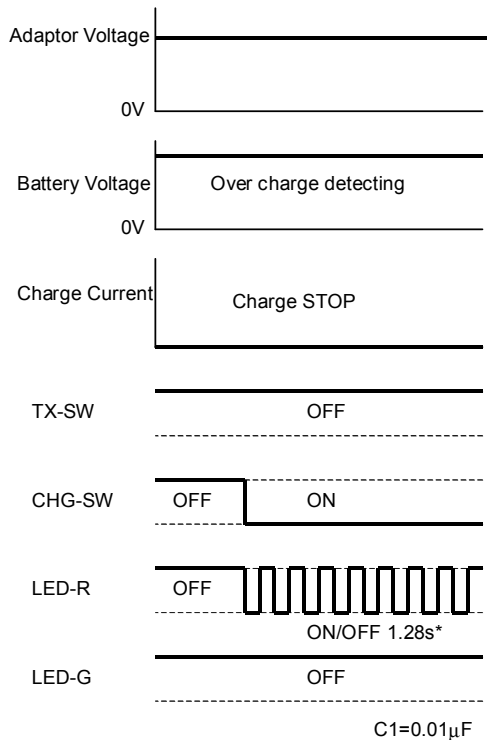 Adaptor Voltage
0V
Battery Voltage Over charge detecting
0V
Charge Current Charge STOP
TX-SW OFF
CHG-SW OFF ON
LED-R OFF
ON/OFF 1.28s*
LED-G OFF
C1=0.01μF